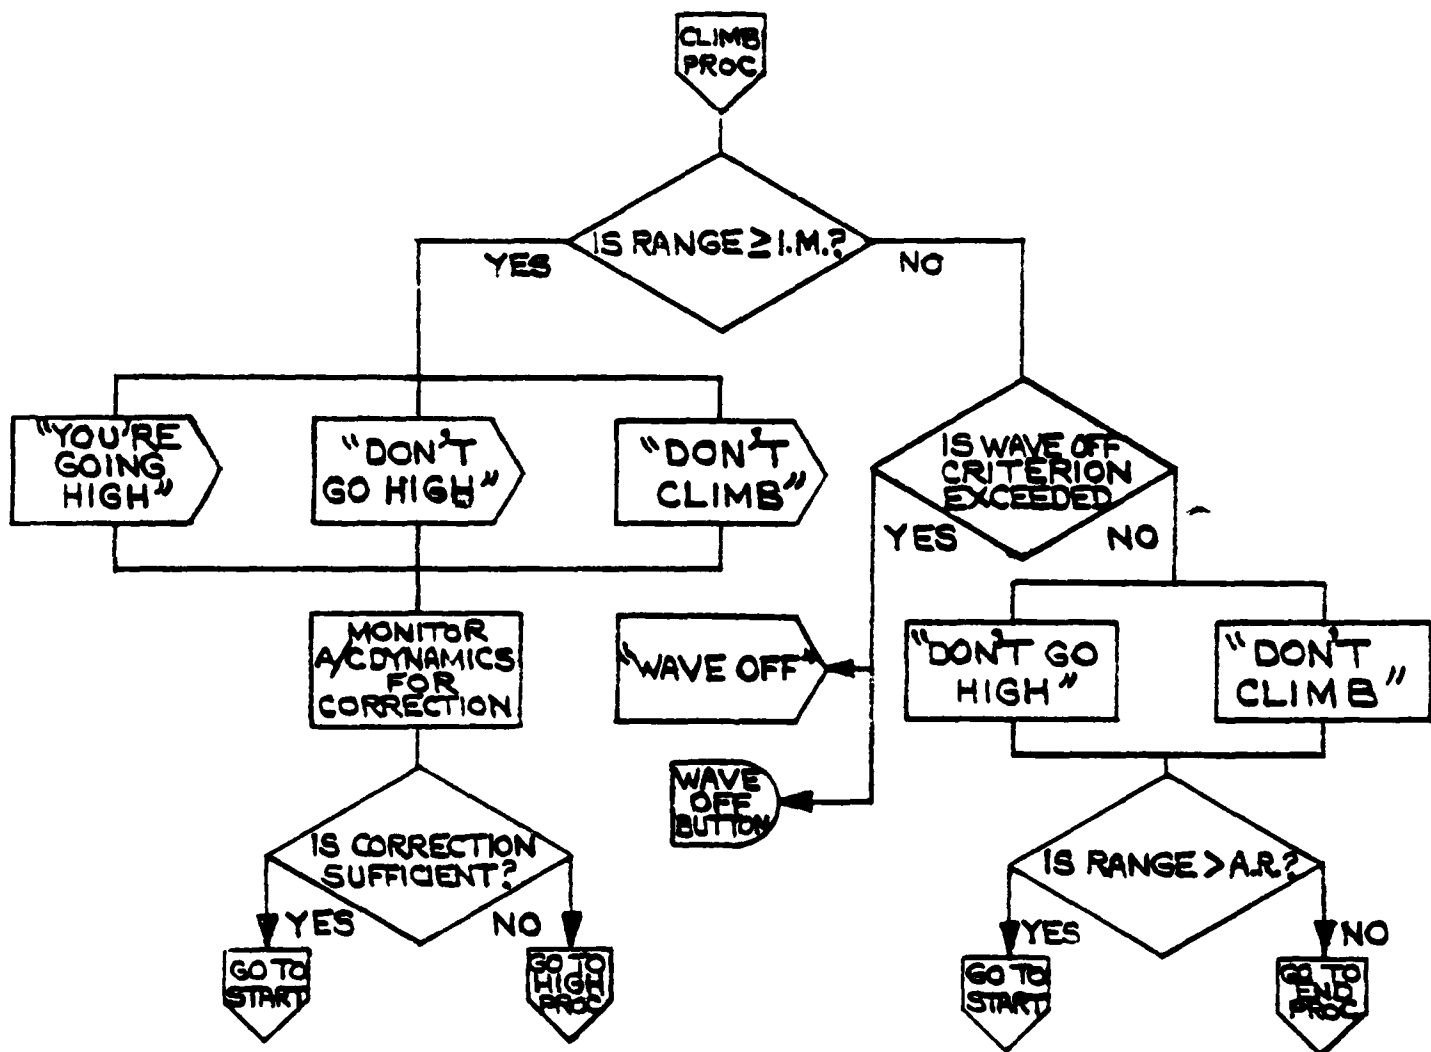 CLIMB
PROC
IS RANGE ≥ I.M.?
YES
NO
"YOU'RE
GOING
HIGH"
"DON'T
GO HIGH"
"DON'T
CLIMB"
IS WAVE OFF
CRITERION
EXCEEDED
YES
NO
MONITOR
A/C DYNAMICS
FOR
CORRECTION
"WAVE OFF"
"DON'T GO
HIGH"
"DON'T
CLIMB"
WAVE
OFF
BUTTON
IS CORRECTION
SUFFICIENT?
YES
NO
IS RANGE > A.R.?
YES
NO
GO TO
START
GO TO
HIGH
PROC
GO TO
START
GO TO
END
PROC